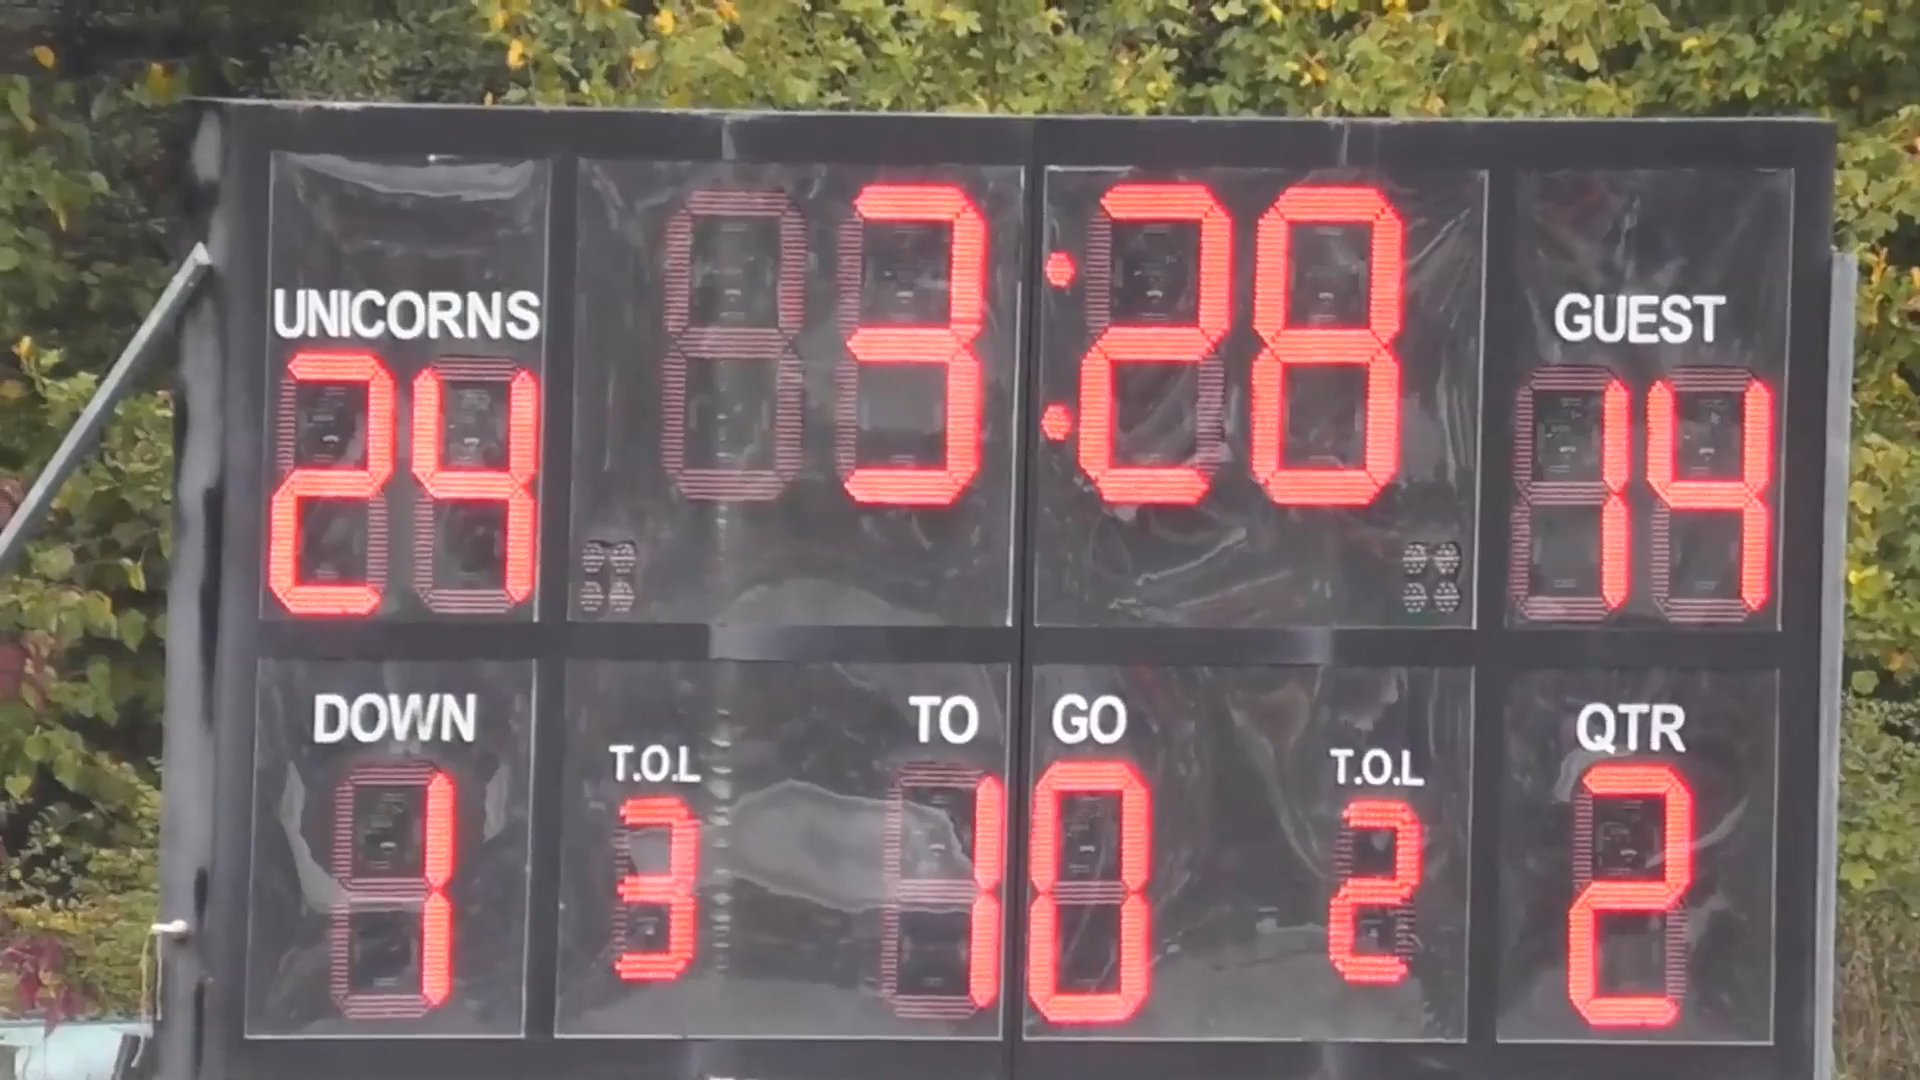 3:28
UNICORNS GUEST
24 14
DOWN TO GO QTR
T.O.L T.O.L
1 3 10 2 2